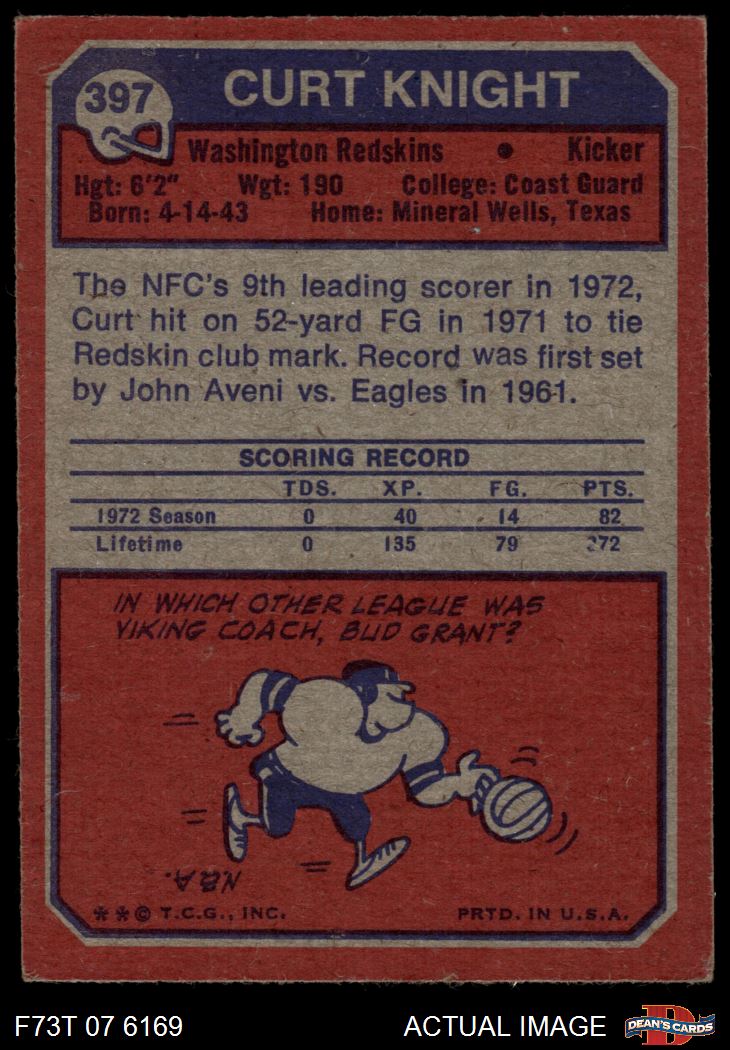 397
CURT KNIGHT
Washington Redskins • Kicker
Hgt: 6'2" Wgt: 190 College: Coast Guard
Born: 4-14-43 Home: Mineral Wells, Texas
The NFC's 9th leading scorer in 1972,
Curt hit on 52-yard FG in 1971 to tie
Redskin club mark. Record was first set
by John Aveni vs. Eagles in 1961.
SCORING RECORD
TDS. XP. FG. PTS.
1972 Season 0 40 14 82
Lifetime 0 135 79 372
IN WHICH OTHER LEAGUE WAS
VIKING COACH, BUD GRANT?
N.B.A.
** © T.C.G., INC. PRTD. IN U.S.A.
F73T 07 6169 ACTUAL IMAGE DEAN'S CARDS